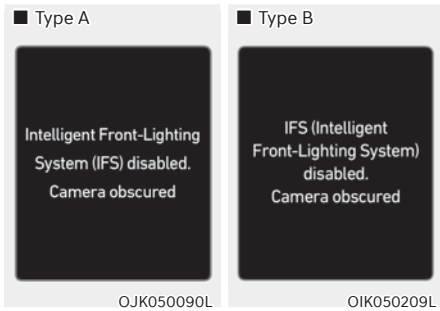 ■ Type A
Intelligent Front-Lighting
System (IFS) disabled.
Camera obscured
OJK050090L
■ Type B
IFS (Intelligent
Front-Lighting System)
disabled.
Camera obscured
OIK050209L